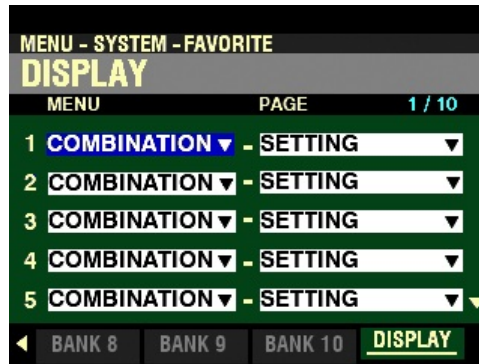 MENU - SYSTEM - FAVORITE
DISPLAY
MENU PAGE 1 / 10
1 COMBINATION ▼ - SETTING ▼
2 COMBINATION ▼ - SETTING ▼
3 COMBINATION ▼ - SETTING ▼
4 COMBINATION ▼ - SETTING ▼
5 COMBINATION ▼ - SETTING ▼
BANK 8 BANK 9 BANK 10 DISPLAY